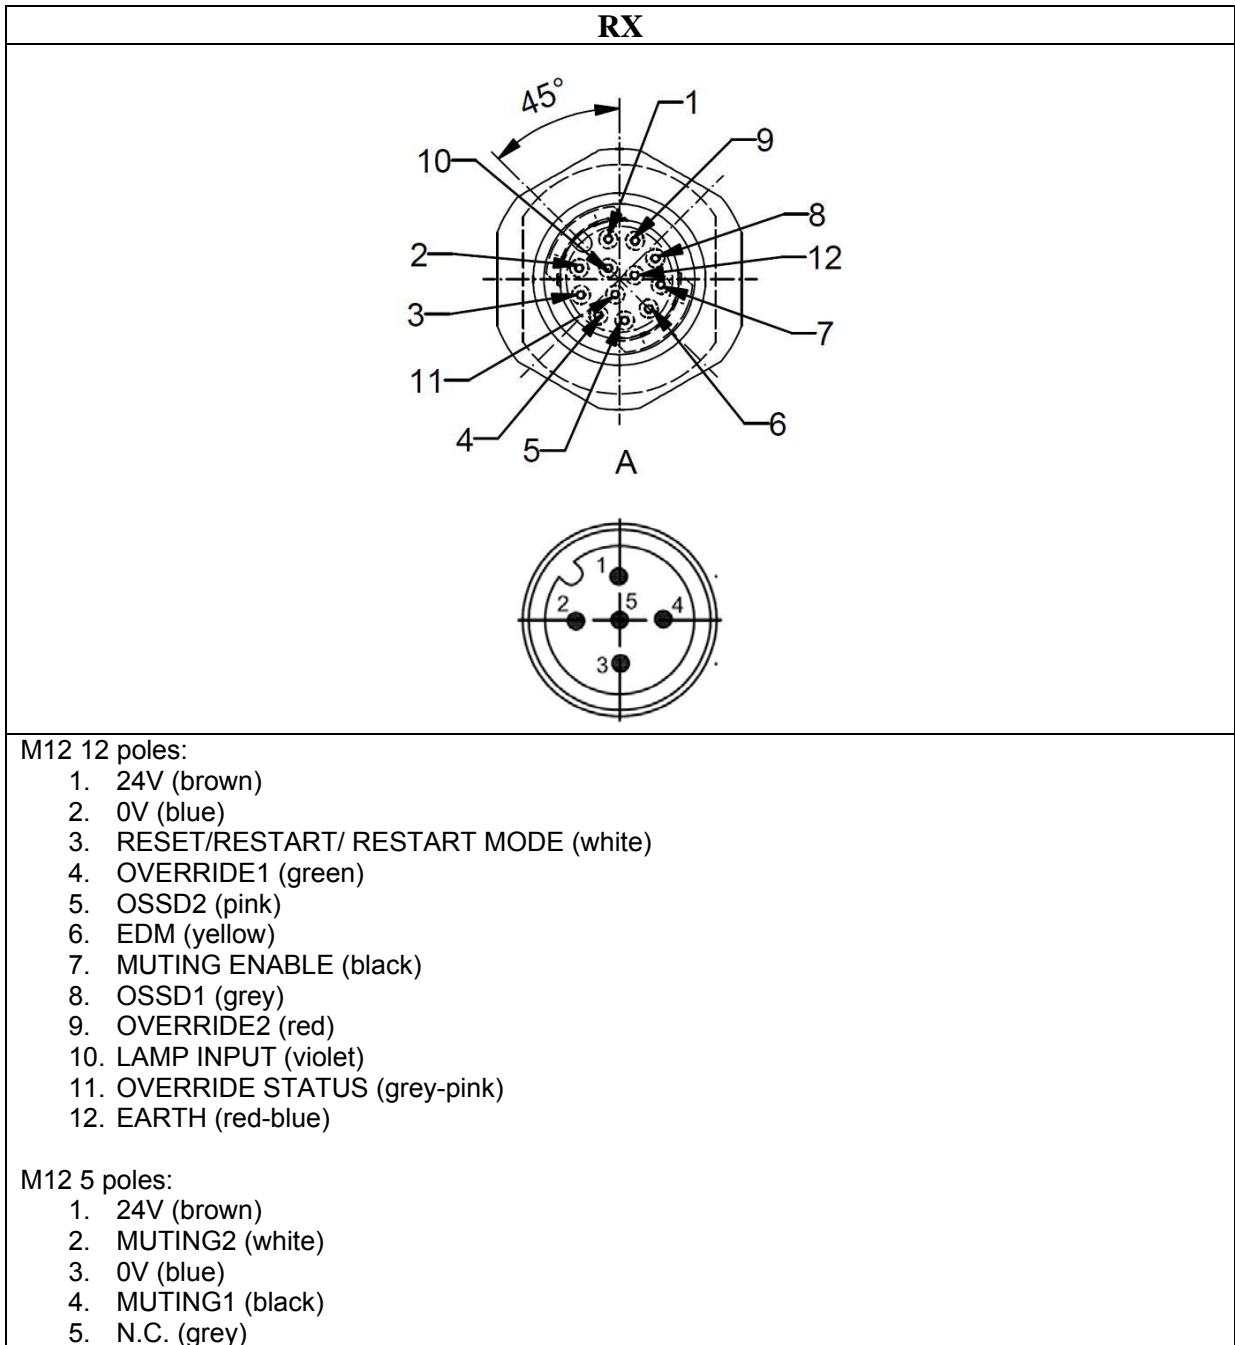 RX
45°
1
9
10
8
2
12
3
7
11
6
4
5
A
1
2
5
4
3
M12 12 poles:
1. 24V (brown)
2. 0V (blue)
3. RESET/RESTART/ RESTART MODE (white)
4. OVERRIDE1 (green)
5. OSSD2 (pink)
6. EDM (yellow)
7. MUTING ENABLE (black)
8. OSSD1 (grey)
9. OVERRIDE2 (red)
10. LAMP INPUT (violet)
11. OVERRIDE STATUS (grey-pink)
12. EARTH (red-blue)
M12 5 poles:
1. 24V (brown)
2. MUTING2 (white)
3. 0V (blue)
4. MUTING1 (black)
5. N.C. (grey)